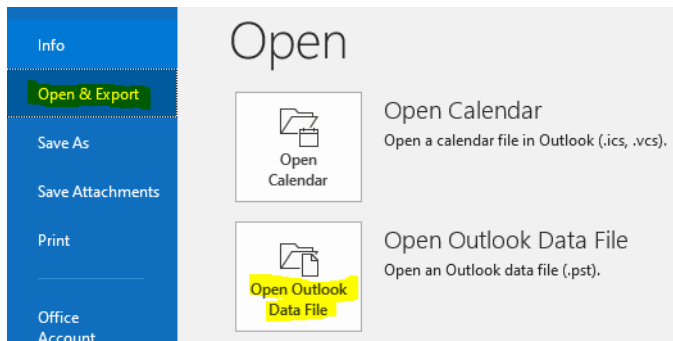 Info
Open & Export
Save As
Save Attachments
Print
Office
Account
Open
Open
Calendar
Open Calendar
Open a calendar file in Outlook (.ics, .vcs).
Open Outlook
Data File
Open Outlook Data File
Open an Outlook data file (.pst).